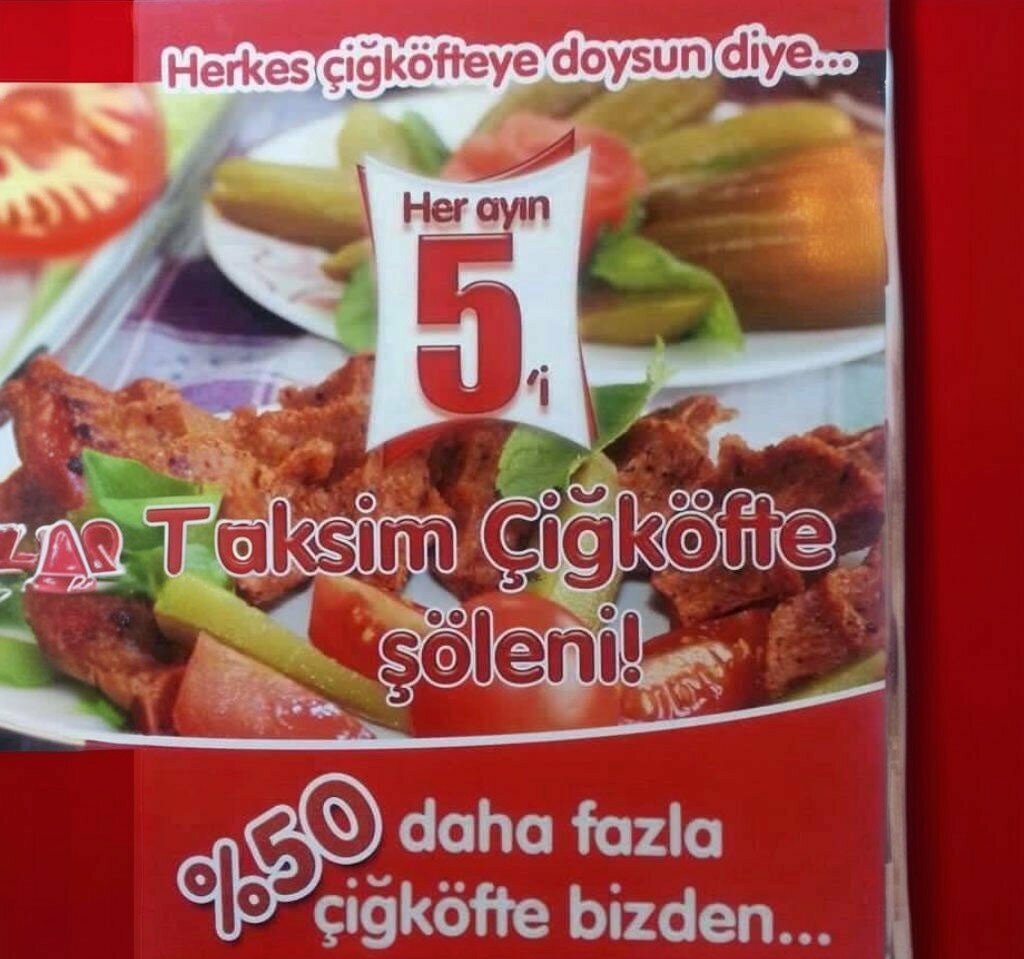 Herkes çiğköfteye doysun diye...
Her ayın
5'i
Taksim Çiğköfte
şöleni!
%50 daha fazla
çiğköfte bizden...